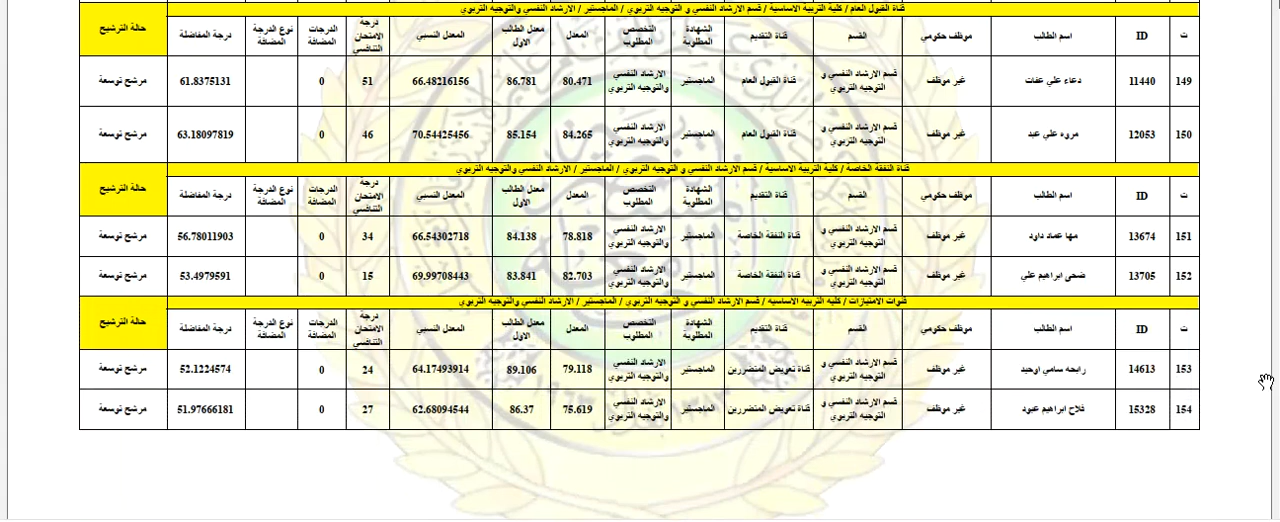 قناة القبول العام / كلية التربية الاساسية / قسم الارشاد النفسي و التوجيه التربوي / الماجستير / الارشاد النفسي والتوجيه التربوي
ت ID اسم الطالب موظف حكومي القسم قناة التقديم الشهادة المطلوبة التخصص المطلوب المعدل معدل الطالب الاول المعدل النسبي درجة الامتحان التنافسي الدرجات المضافة نوع الدرجة المضافة درجة المفاضلة حالة الترشيح
149 11440 دعاء علي عفات غير موظف قسم الارشاد النفسي و التوجيه التربوي قناة القبول العام الماجستير الارشاد النفسي والتوجيه التربوي 80.471 86.781 66.48216156 51 0 61.8375131 مرشح توسعة
150 12053 مروه علي عبد غير موظف قسم الارشاد النفسي و التوجيه التربوي قناة القبول العام الماجستير الارشاد النفسي والتوجيه التربوي 84.265 85.154 70.54425456 46 0 63.18097819 مرشح توسعة
قناة النفقة الخاصة / كلية التربية الاساسية / قسم الارشاد النفسي و التوجيه التربوي / الماجستير / الارشاد النفسي والتوجيه التربوي
ت ID اسم الطالب موظف حكومي القسم قناة التقديم الشهادة المطلوبة التخصص المطلوب المعدل معدل الطالب الاول المعدل النسبي درجة الامتحان التنافسي الدرجات المضافة نوع الدرجة المضافة درجة المفاضلة حالة الترشيح
151 13674 مها عماد داود غير موظف قسم الارشاد النفسي و التوجيه التربوي قناة النفقة الخاصة الماجستير الارشاد النفسي والتوجيه التربوي 78.818 84.138 66.54302718 34 0 56.78011903 مرشح توسعة
152 13705 ضحى ابراهيم علي غير موظف قسم الارشاد النفسي و التوجيه التربوي قناة النفقة الخاصة الماجستير الارشاد النفسي والتوجيه التربوي 82.703 83.841 69.99708443 15 0 53.4979591 مرشح توسعة
قنوات الامتيازات / كلية التربية الاساسية / قسم الارشاد النفسي و التوجيه التربوي / الماجستير / الارشاد النفسي والتوجيه التربوي
ت ID اسم الطالب موظف حكومي القسم قناة التقديم الشهادة المطلوبة التخصص المطلوب المعدل معدل الطالب الاول المعدل النسبي درجة الامتحان التنافسي الدرجات المضافة نوع الدرجة المضافة درجة المفاضلة حالة الترشيح
153 14613 رابحه سامي اوحيد غير موظف قسم الارشاد النفسي و التوجيه التربوي قناة تعويض المتضررين الماجستير الارشاد النفسي والتوجيه التربوي 79.118 89.106 64.17493914 24 0 52.1224574 مرشح توسعة
154 15328 فلاح ابراهيم عبود غير موظف قسم الارشاد النفسي و التوجيه التربوي قناة تعويض المتضررين الماجستير الارشاد النفسي والتوجيه التربوي 75.619 86.37 62.68094544 27 0 51.97666181 مرشح توسعة